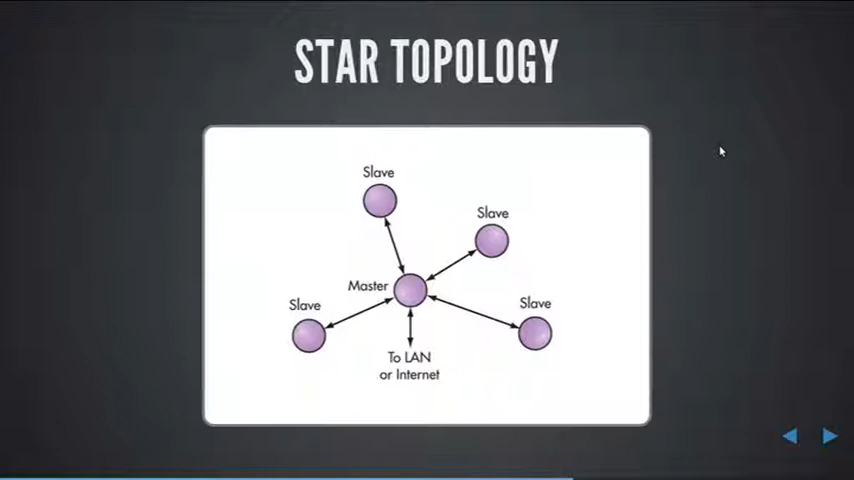 STAR TOPOLOGY
Slave
Slave
Master
Slave
Slave
To LAN
or Internet